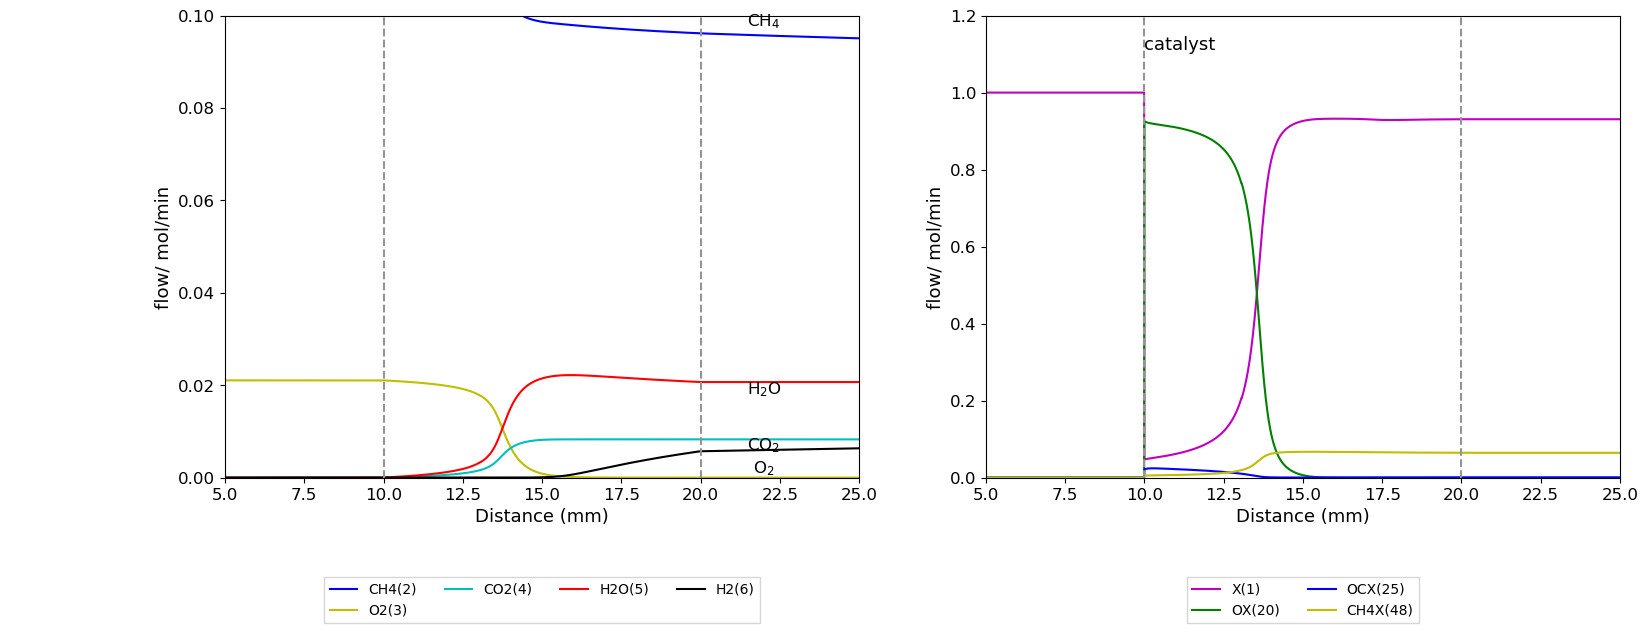 0.10
0.08
0.06
0.04
0.02
0.00
flow/ mol/min
5.0 7.5 10.0 12.5 15.0 17.5 20.0 22.5 25.0
Distance (mm)
CH₄
H₂O
CO₂
O₂
CH4(2) CO2(4) H2O(5) H2(6)
O2(3)
1.2
1.0
0.8
0.6
0.4
0.2
0.0
flow/ mol/min
catalyst
5.0 7.5 10.0 12.5 15.0 17.5 20.0 22.5 25.0
Distance (mm)
X(1) OCX(25)
OX(20) CH4X(48)